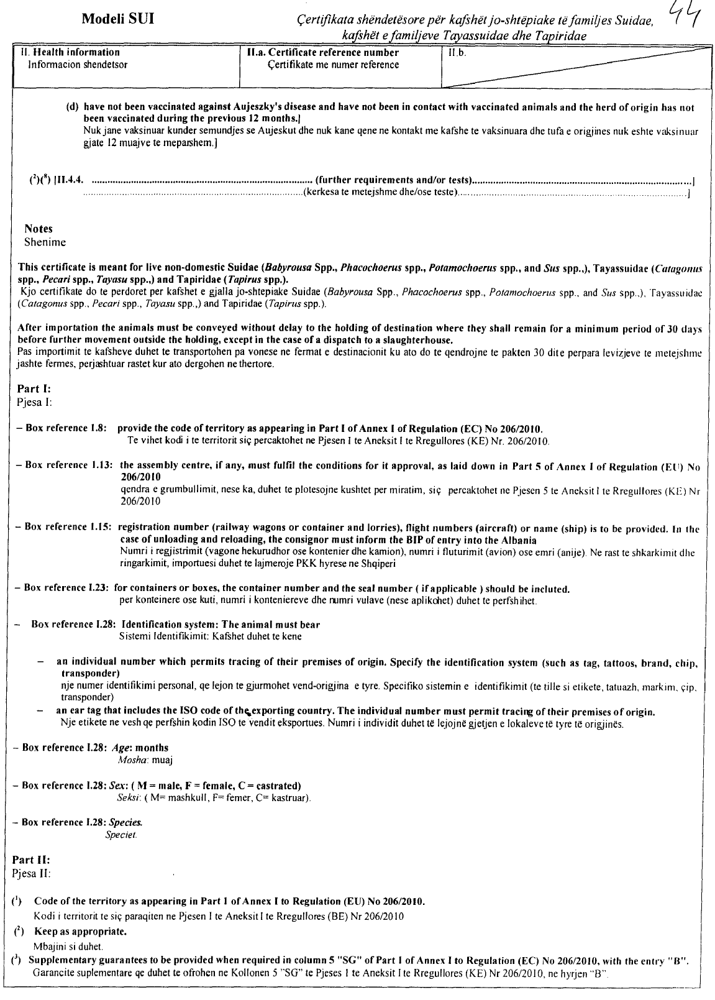 44
Modeli SUI
Çertifikata shëndetësore për kafshët jo-shtëpiake të familjes Suidae,
kafshët e familjeve Tayassuidae dhe Tapiridae
II. Health information
Informacion shendetsor
II.a. Certificate reference number
Çertifikate me numer reference
II.b.
(d) have not been vaccinated against Aujeszky's disease and have not been in contact with vaccinated animals and the herd of origin has not
been vaccinated during the previous 12 months.]
Nuk jane vaksinuar kunder semundjes se Aujeskut dhe nuk kane qene ne kontakt me kafshe te vaksinuara dhe tufa e origjines nuk eshte vaksinuar
gjate 12 muajve te meparshem.]
(²)(⁸) [II.4.4. ........................................ (further requirements and/or tests)........................................]
........................................(kerkesa te metejshme dhe/ose teste)........................................]
Notes
Shenime
This certificate is meant for live non-domestic Suidae (Babyrousa Spp., Phacochoerus spp., Potamochoerus spp., and Sus spp.,), Tayassuidae (Catagonus
spp., Pecari spp., Tayasu spp.,) and Tapiridae (Tapirus spp.).
Kjo certifikate do te perdoret per kafshet e gjalla jo-shtepiake Suidae (Babyrousa Spp., Phacochoerus spp., Potamochoerus spp., and Sus spp.,), Tayassuidae
(Catagonus spp., Pecari spp., Tayasu spp.,) and Tapiridae (Tapirus spp.).
After importation the animals must be conveyed without delay to the holding of destination where they shall remain for a minimum period of 30 days
before further movement outside the holding, except in the case of a dispatch to a slaughterhouse.
Pas importimit te kafsheve duhet te transportohen pa vonese ne fermat e destinacionit ku ato do te qendrojne te pakten 30 dite perpara levizjeve te metejshme
jashte fermes, perjashtuar rastet kur ato dergohen ne thertore.
Part I:
Pjesa I:
– Box reference I.8: provide the code of territory as appearing in Part I of Annex I of Regulation (EC) No 206/2010.
Te vihet kodi i te territorit siç percaktohet ne Pjesen I te Aneksit I te Rregullores (KE) Nr. 206/2010.
– Box reference I.13: the assembly centre, if any, must fulfil the conditions for it approval, as laid down in Part 5 of Annex I of Regulation (EU) No
206/2010
qendra e grumbullimit, nese ka, duhet te plotesojne kushtet per miratim, siç percaktohet ne Pjesen 5 te Aneksit I te Rregullores (KE) Nr
206/2010
– Box reference I.15: registration number (railway wagons or container and lorries), flight numbers (aircraft) or name (ship) is to be provided. In the
case of unloading and reloading, the consignor must inform the BIP of entry into the Albania
Numri i regjistrimit (vagone hekurudhor ose kontenier dhe kamion), numri i fluturimit (avion) ose emri (anije). Ne rast te shkarkimit dhe
ringarkimit, importuesi duhet te lajmeroje PKK hyrese ne Shqiperi
– Box reference I.23: for containers or boxes, the container number and the seal number ( if applicable ) should be incluted.
per konteinere ose kuti, numri i konteniereve dhe numri vulave (nese aplikohet) duhet te perfshihet.
– Box reference I.28: Identification system: The animal must bear
Sistemi Identifikimit: Kafshet duhet te kene
– an individual number which permits tracing of their premises of origin. Specify the identification system (such as tag, tattoos, brand, chip,
transponder)
nje numer identifikimi personal, qe lejon te gjurmohet vend-origjina e tyre. Specifiko sistemin e identifikimit (te tille si etikete, tatuazh, markim, çip,
transponder)
– an ear tag that includes the ISO code of the exporting country. The individual number must permit tracing of their premises of origin.
Nje etikete ne vesh qe perfshin kodin ISO te vendit eksportues. Numri i individit duhet të lejojnë gjetjen e lokaleve të tyre të origjinës.
– Box reference I.28: Age: months
Mosha: muaj
– Box reference I.28: Sex: ( M = male, F = female, C = castrated)
Seksi: ( M= mashkull, F= femer, C= kastruar).
– Box reference I.28: Species.
Speciet.
Part II:
Pjesa II:
(¹) Code of the territory as appearing in Part 1 of Annex I to Regulation (EU) No 206/2010.
Kodi i territorit te siç paraqiten ne Pjesen I te Aneksit I te Rregullores (BE) Nr 206/2010
(²) Keep as appropriate.
Mbajini si duhet.
(³) Supplementary guarantees to be provided when required in column 5 "SG" of Part I of Annex I to Regulation (EC) No 206/2010, with the entry "B".
Garancite suplementare qe duhet te ofrohen ne Kollonen 5 "SG" te Pjeses 1 te Aneksit I te Rregullores (KE) Nr 206/2010, ne hyrjen “B”.